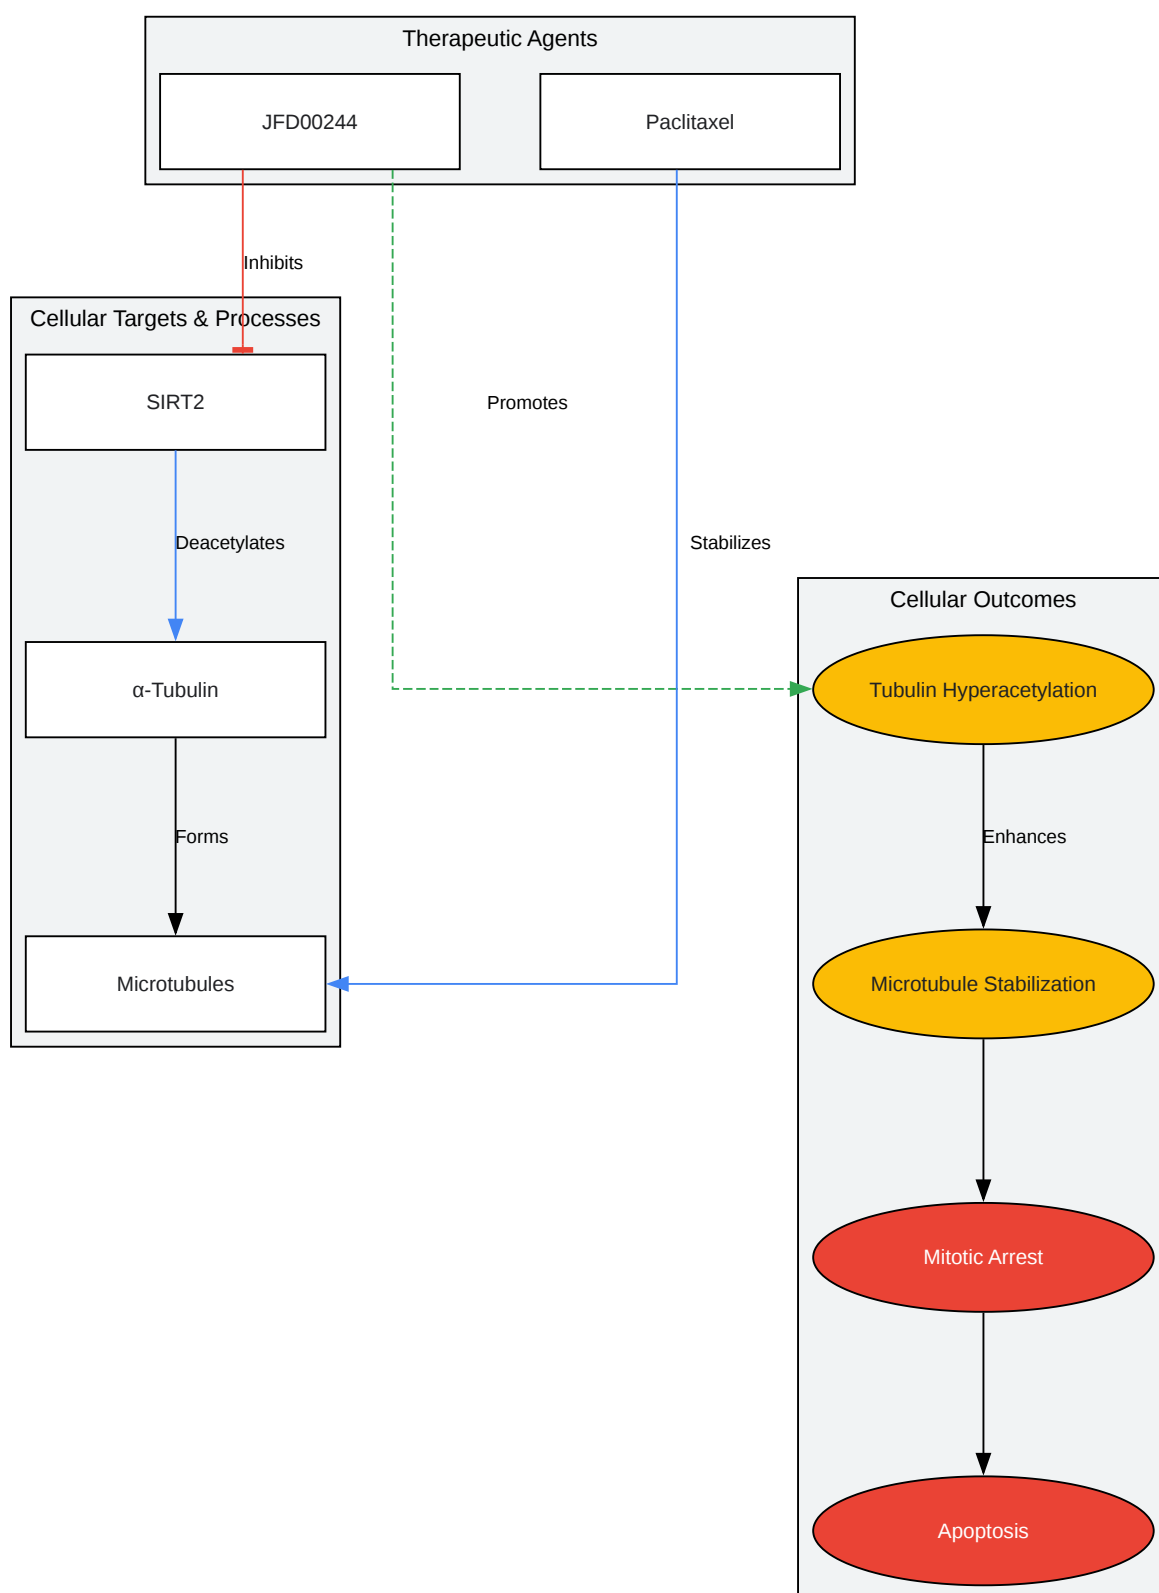 Therapeutic Agents
JFD00244
Paclitaxel
Inhibits
Cellular Targets & Processes
SIRT2
Promotes
Deacetylates
Stabilizes
Cellular Outcomes
α-Tubulin
Tubulin Hyperacetylation
Forms
Enhances
Microtubules
Microtubule Stabilization
Mitotic Arrest
Apoptosis